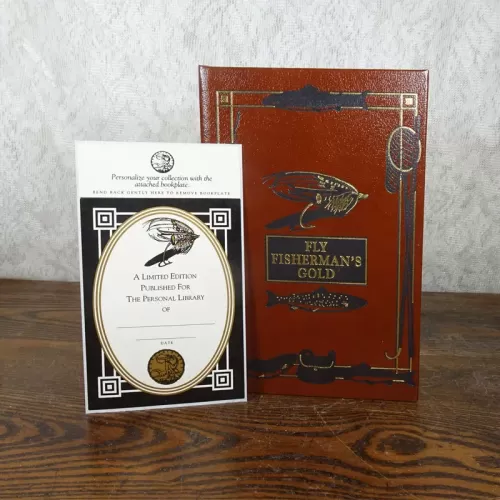 Personalize your collection with the
attached bookplate.
BEND BACK GENTLY HERE TO REMOVE BOOKPLATE
A LIMITED EDITION
PUBLISHED FOR
THE PERSONAL LIBRARY
OF
DATE
FLY
FISHERMAN'S
GOLD